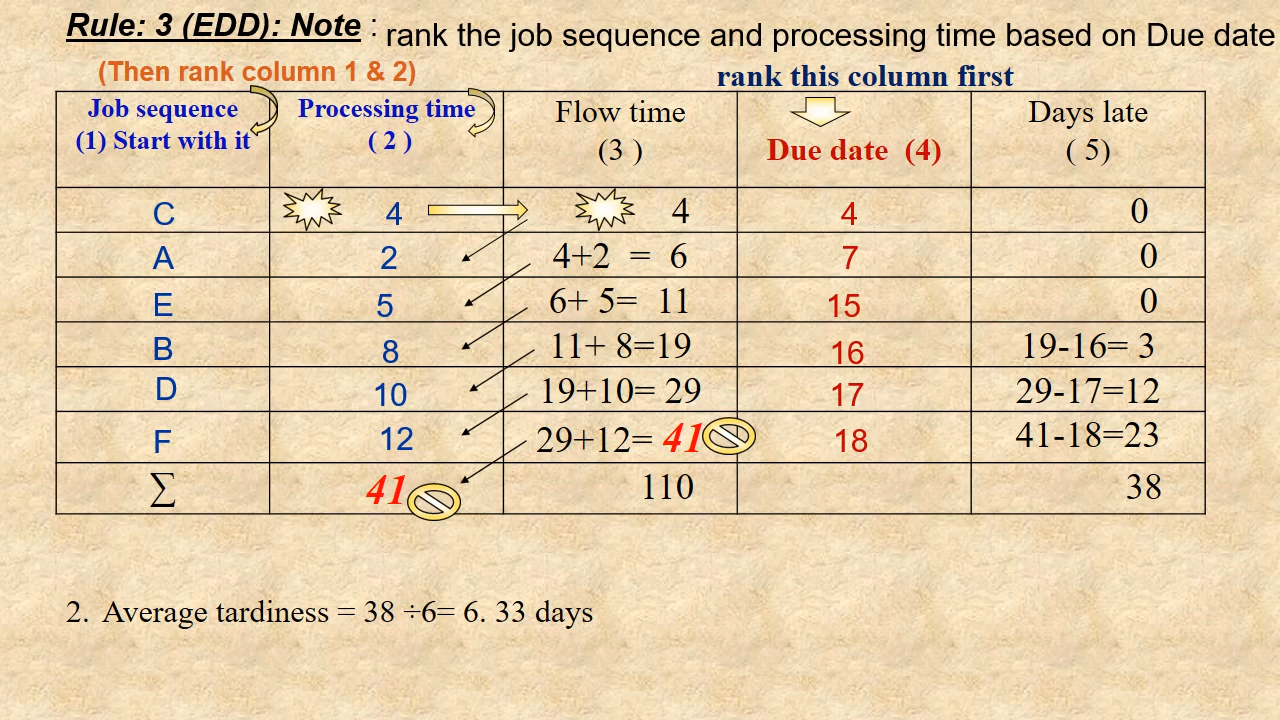 Rule: 3 (EDD): Note : rank the job sequence and processing time based on Due date
(Then rank column 1 & 2) rank this column first
Job sequence Processing time Flow time Due date (4) Days late
(1) Start with it ( 2 ) (3 ) ( 5)
C 4 4 4 0
A 2 4+2 = 6 7 0
E 5 6+ 5= 11 15 0
B 8 11+ 8=19 16 19-16= 3
D 10 19+10= 29 17 29-17=12
F 12 29+12= 41 18 41-18=23
∑ 41 110 38
2. Average tardiness = 38 ÷6= 6. 33 days